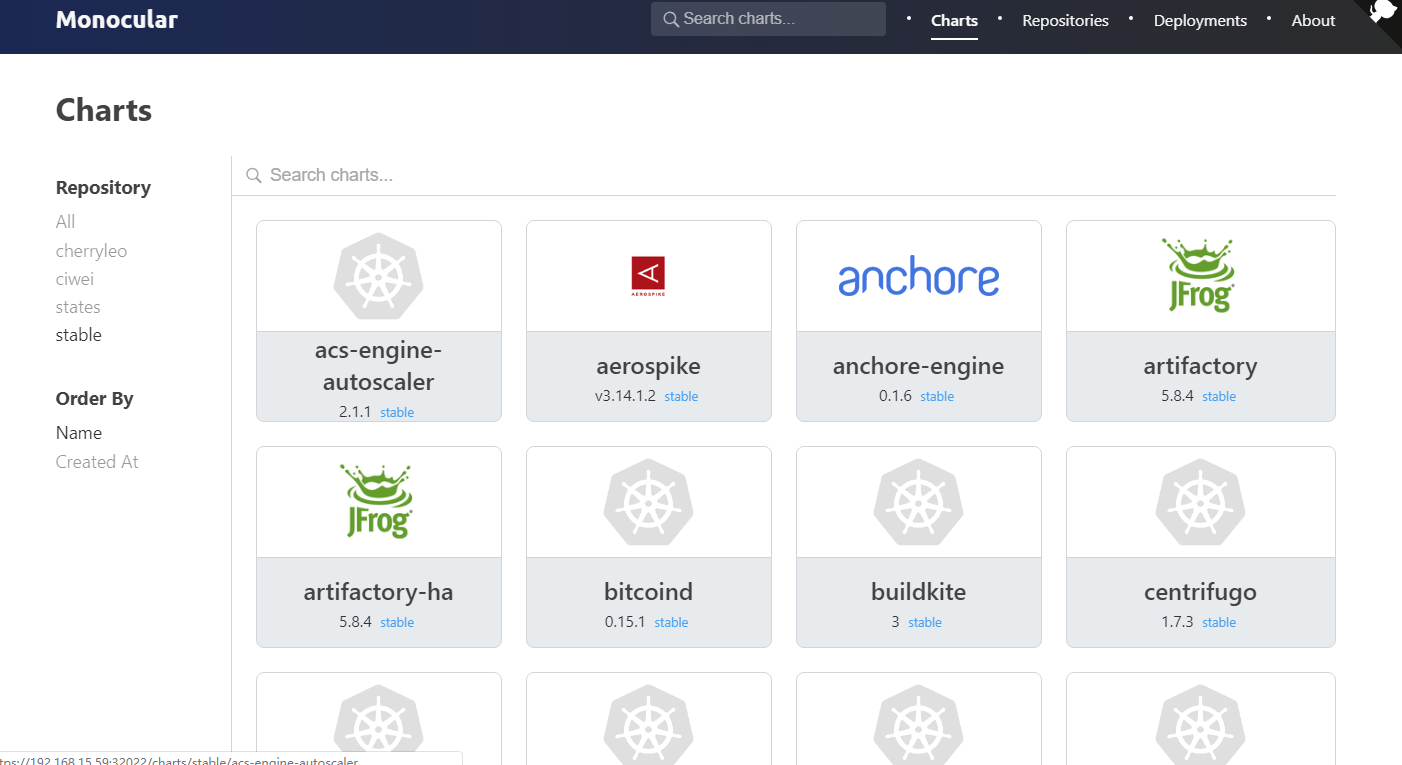 Monocular
Search charts...
Charts
Repositories
Deployments
About
Charts
Repository
All
cherryleo
ciwei
states
stable
Order By
Name
Created At
Search charts...
acs-engine-
autoscaler
2.1.1 stable
AEROSPIKE
aerospike
v3.14.1.2 stable
anchore
anchore-engine
0.1.6 stable
JFrog
artifactory
5.8.4 stable
JFrog
artifactory-ha
5.8.4 stable
bitcoind
0.15.1 stable
buildkite
3 stable
centrifugo
1.7.3 stable
tps://192.168.15.59:32022/charts/stable/acs-engine-autoscaler